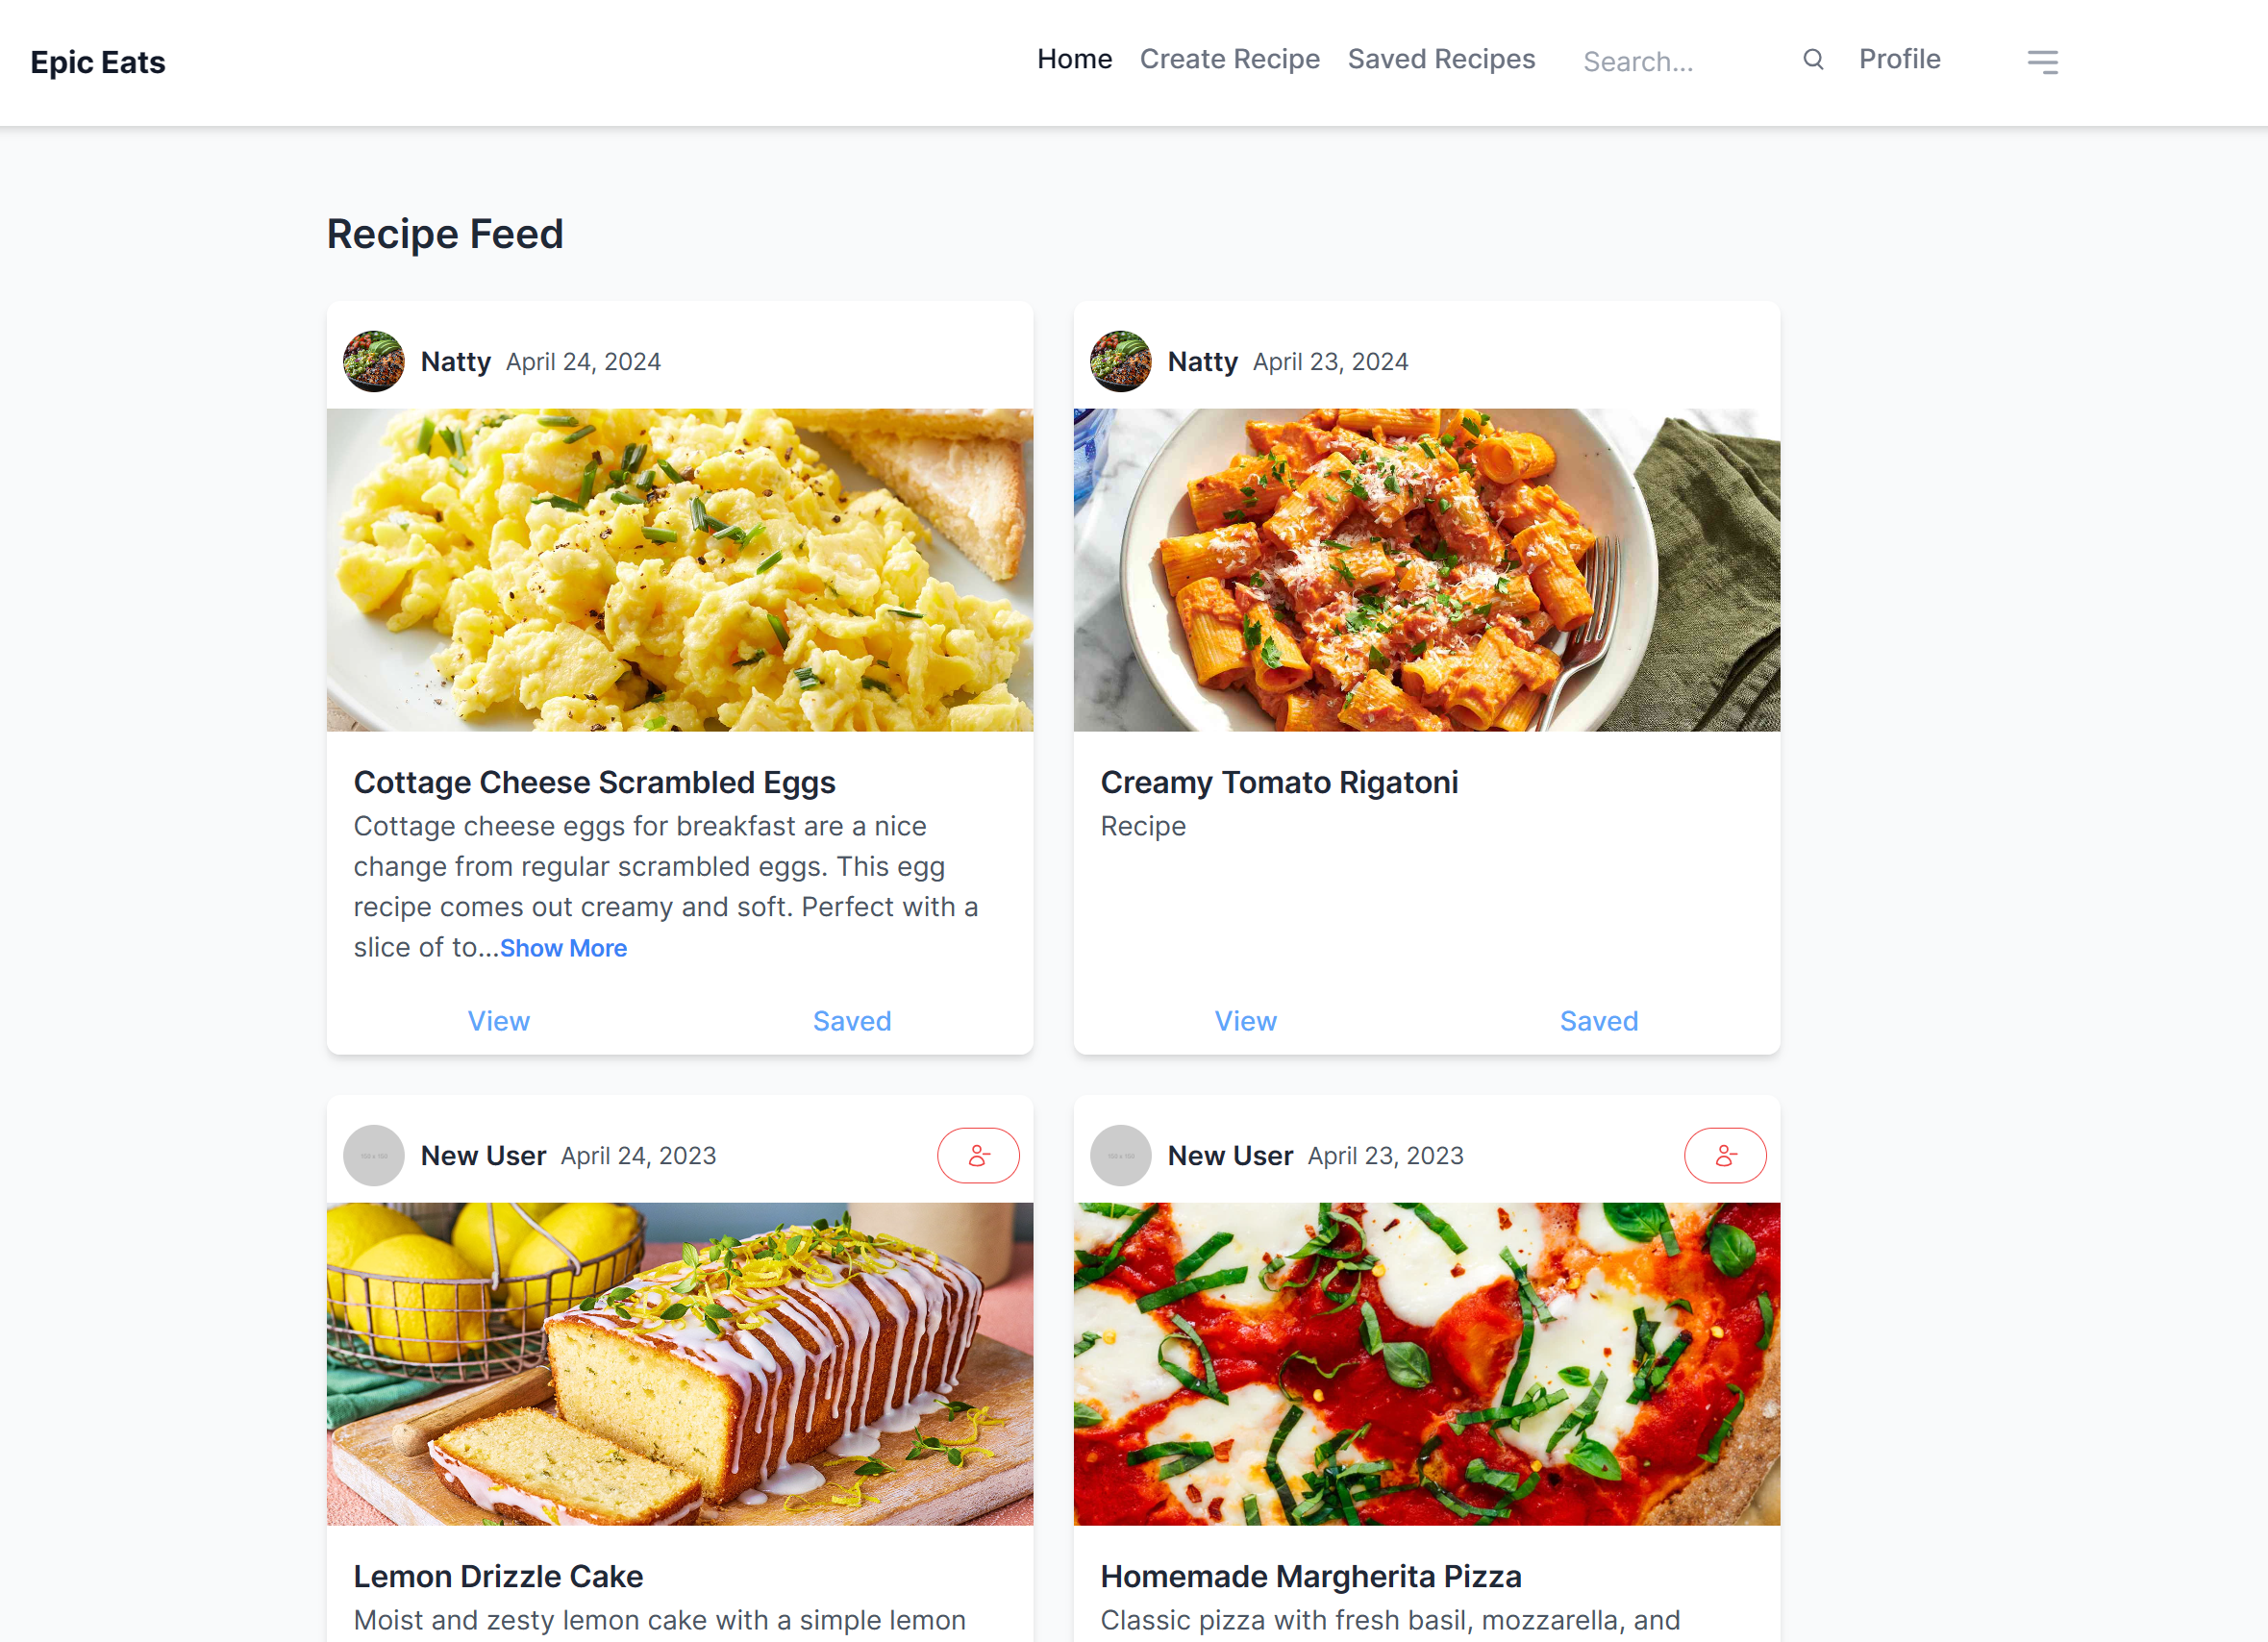 Epic Eats
Home Create Recipe Saved Recipes Search... Profile
Recipe Feed
Natty April 24, 2024
Cottage Cheese Scrambled Eggs
Cottage cheese eggs for breakfast are a nice
change from regular scrambled eggs. This egg
recipe comes out creamy and soft. Perfect with a
slice of to...Show More
View Saved
Natty April 23, 2024
Creamy Tomato Rigatoni
Recipe
View Saved
New User April 24, 2023
Lemon Drizzle Cake
Moist and zesty lemon cake with a simple lemon
New User April 23, 2023
Homemade Margherita Pizza
Classic pizza with fresh basil, mozzarella, and